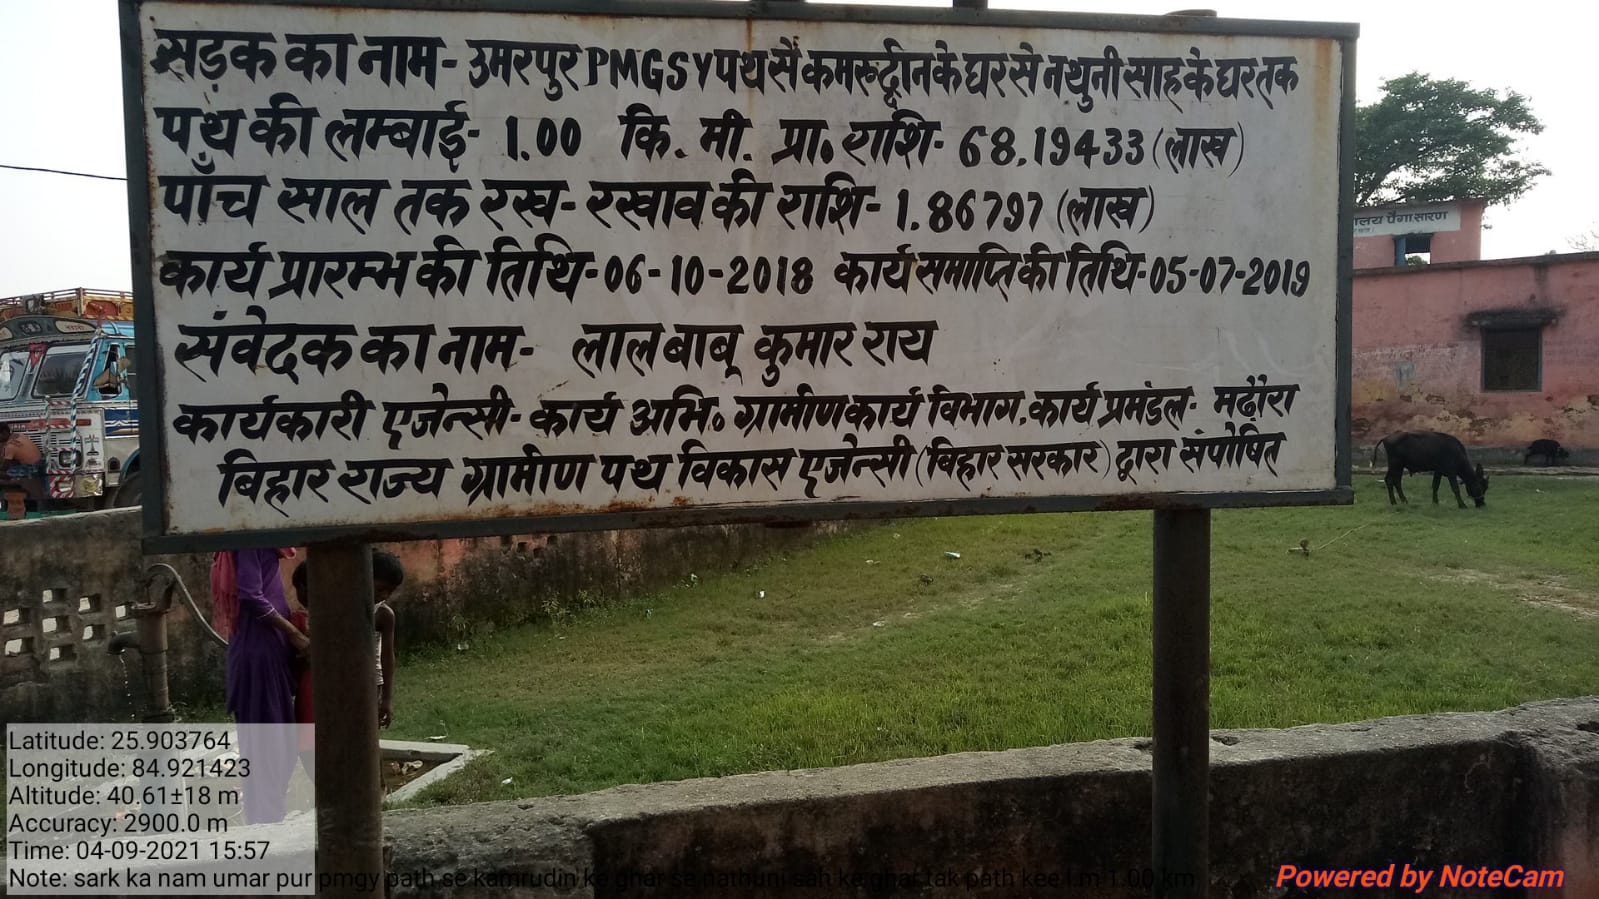 सड़क का नाम- उमरपुर PMGSY पथ सें कमरूद्दीन के घर से नथुनी साह के घर तक
पथ की लम्बाई- 1.00 कि. मी. प्रा. राशि- 68.19433 (लाख)
पाँच साल तक रख-रखाव की राशि- 1.86797 (लाख)
कार्य प्रारम्भ की तिथि-06-10-2018 कार्य समाप्ति की तिथि-05-07-2019
संवेदक का नाम- लाल बाबू कुमार राय
कार्यकारी एजेन्सी- कार्य अभि० ग्रामीण कार्य विभाग, कार्य प्रमंडल- मढ़ौरा
बिहार राज्य ग्रामीण पथ विकास एजेन्सी (बिहार सरकार) द्वारा संपोषित
लय पैगा सारण
Latitude: 25.903764
Longitude: 84.921423
Altitude: 40.61±18 m
Accuracy: 2900.0 m
Time: 04-09-2021 15:57
Note: sark ka nam umar pur pmgy path se kamrudin ke ghar se nathuni sah ke ghar tak path kee l.m 1.00 km
Powered by NoteCam